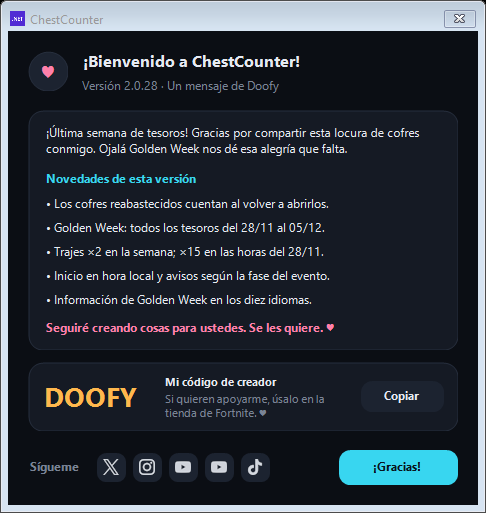 .NET ChestCounter
¡Bienvenido a ChestCounter!
Versión 2.0.28 · Un mensaje de Doofy
¡Última semana de tesoros! Gracias por compartir esta locura de cofres
conmigo. Ojalá Golden Week nos dé esa alegría que falta.
Novedades de esta versión
• Los cofres reabastecidos cuentan al volver a abrirlos.
• Golden Week: todos los tesoros del 28/11 al 05/12.
• Trajes ×2 en la semana; ×15 en las horas del 28/11.
• Inicio en hora local y avisos según la fase del evento.
• Información de Golden Week en los diez idiomas.
Seguiré creando cosas para ustedes. Se les quiere. ♥
DOOFY
Mi código de creador
Si quieren apoyarme, úsalo en la
tienda de Fortnite. ♥
Copiar
Sígueme
¡Gracias!